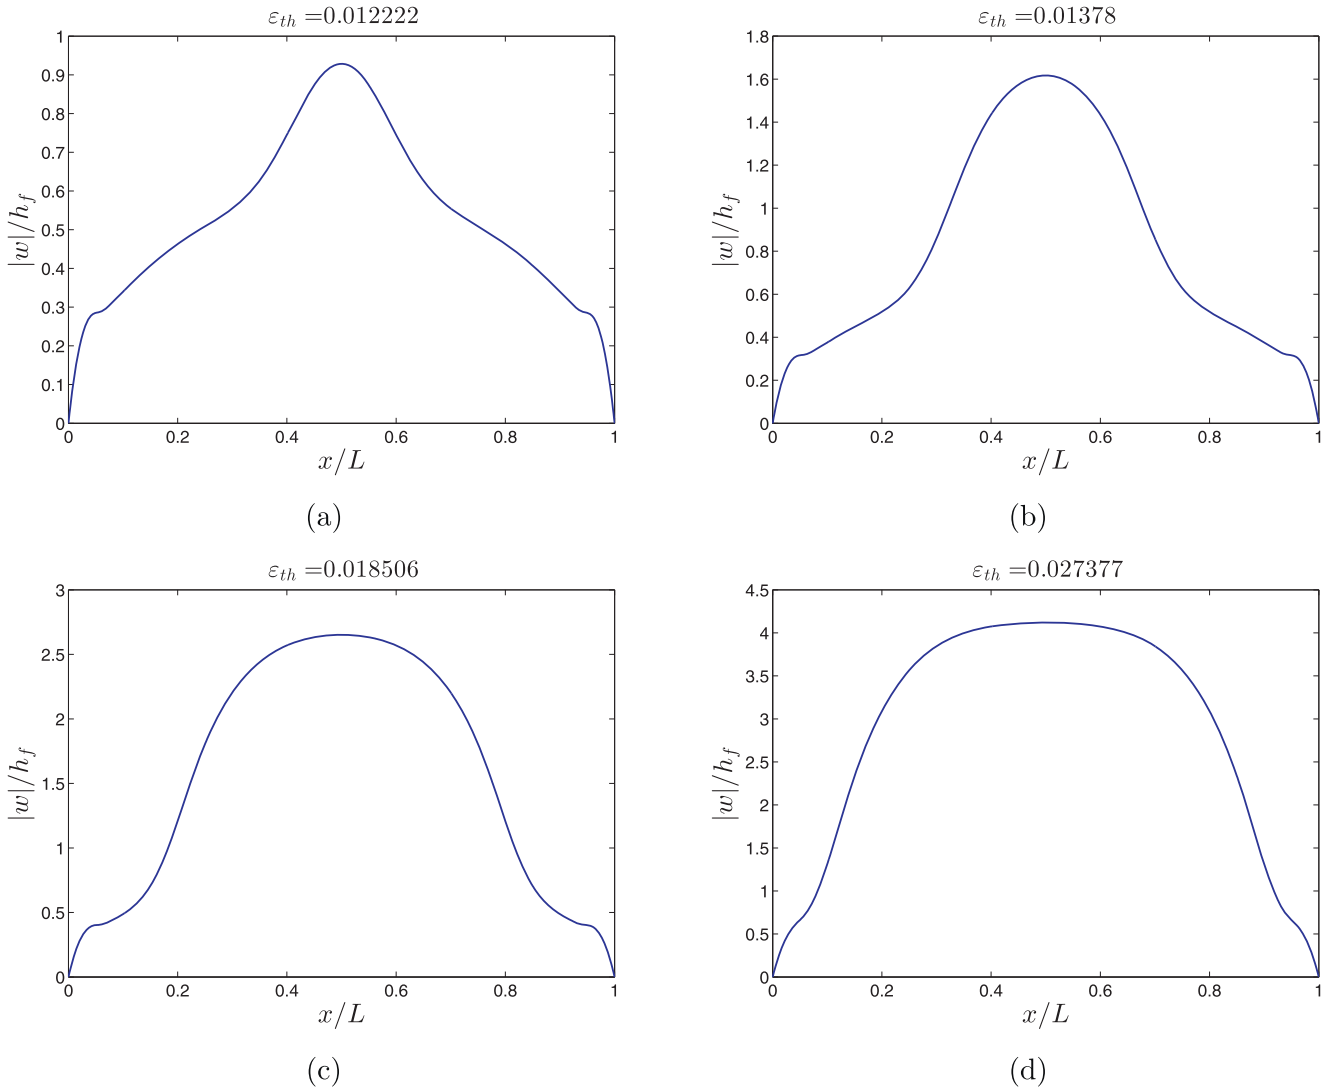 ε_th =0.012222
1
0.9
0.8
0.7
0.6
0.5
0.4
0.3
0.2
0.1
0
|w|/h_f
0 0.2 0.4 0.6 0.8 1
x/L
(a)
ε_th =0.01378
1.8
1.6
1.4
1.2
1
0.8
0.6
0.4
0.2
0
|w|/h_f
0 0.2 0.4 0.6 0.8 1
x/L
(b)
ε_th =0.018506
3
2.5
2
1.5
1
0.5
0
|w|/h_f
0 0.2 0.4 0.6 0.8 1
x/L
(c)
ε_th =0.027377
4.5
4
3.5
3
2.5
2
1.5
1
0.5
0
|w|/h_f
0 0.2 0.4 0.6 0.8 1
x/L
(d)